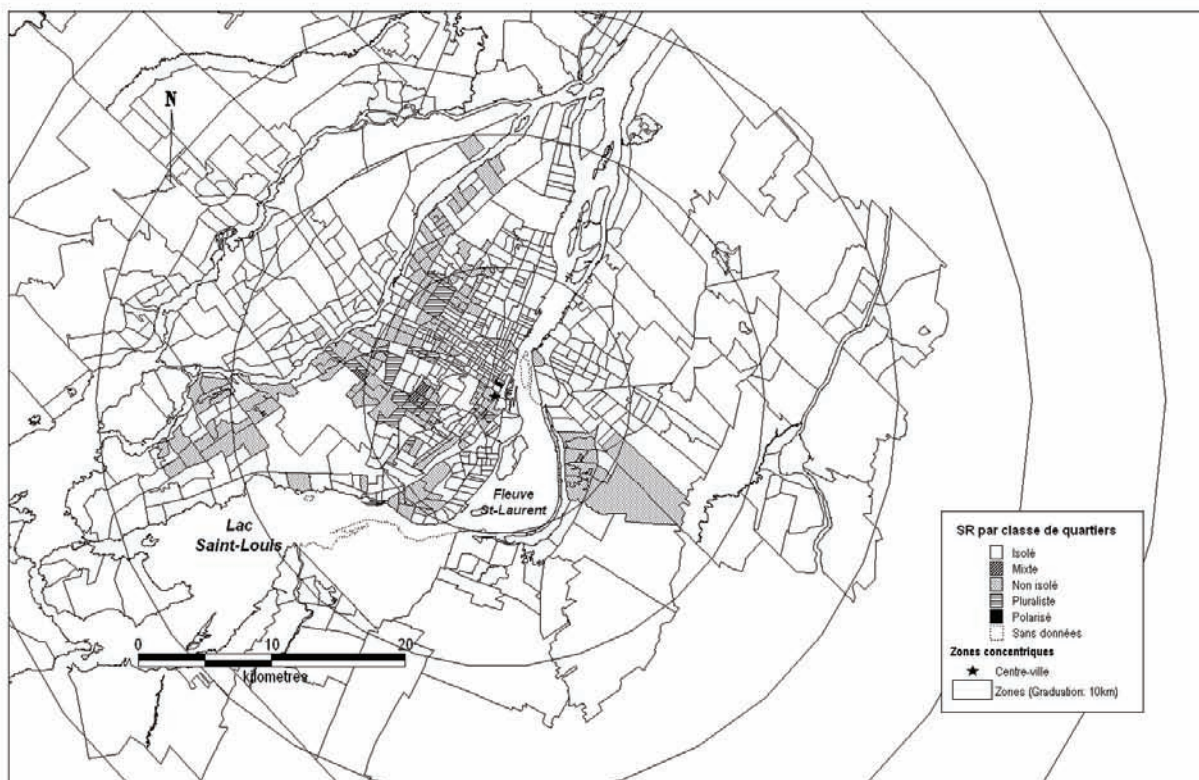 N
Fleuve
St-Laurent
Lac
Saint-Louis
0 10 20
kilometres
SR par classe de quartiers
Isolé
Mixte
Non isolé
Pluraliste
Polarisé
Sans données
Zones concentriques
Centre-ville
Zones (Graduation: 10km)